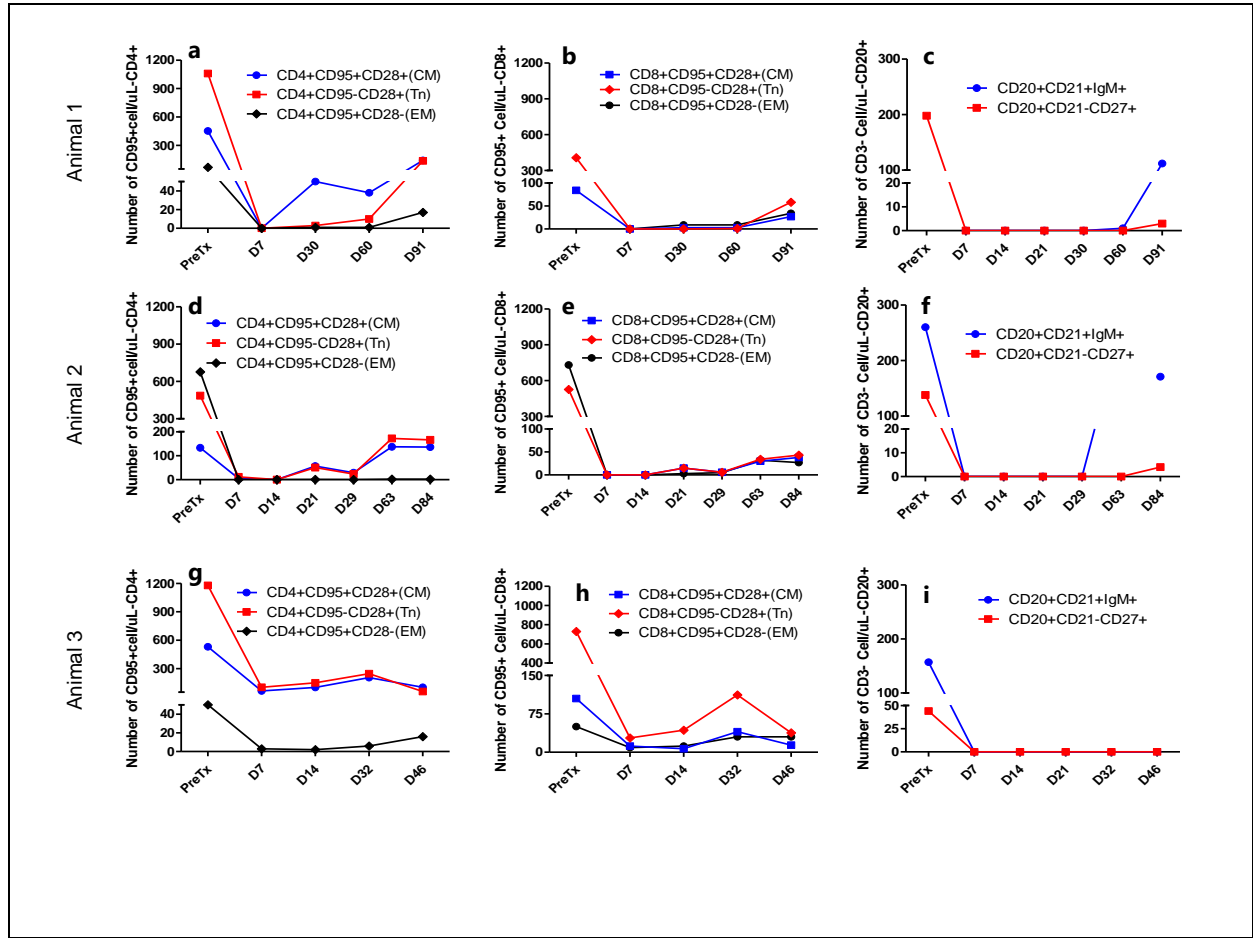 Animal 1
a
Number of CD95+cell/uL-CD4+
1200
900
600
300
40
20
0
CD4+CD95+CD28+(CM)
CD4+CD95-CD28+(Tn)
CD4+CD95+CD28-(EM)
PreTx D7 D30 D60 D91
b
Number of CD95+ Cell/uL-CD8+
1200
900
600
300
100
50
0
CD8+CD95+CD28+(CM)
CD8+CD95-CD28+(Tn)
CD8+CD95+CD28-(EM)
PreTx D7 D30 D60 D91
c
Number of CD3- Cell/uL-CD20+
300
200
100
20
10
0
CD20+CD21+IgM+
CD20+CD21-CD27+
PreTx D7 D14 D21 D30 D60 D91
Animal 2
d
Number of CD95+cell/uL-CD4+
1200
900
600
300
200
100
0
CD4+CD95+CD28+(CM)
CD4+CD95-CD28+(Tn)
CD4+CD95+CD28-(EM)
PreTx D7 D14 D21 D29 D63 D84
e
Number of CD95+ Cell/uL-CD8+
1200
900
600
300
100
50
0
CD8+CD95+CD28+(CM)
CD8+CD95-CD28+(Tn)
CD8+CD95+CD28-(EM)
PreTx D7 D14 D21 D29 D63 D84
f
Number of CD3- Cell/uL-CD20+
300
200
100
20
10
0
CD20+CD21+IgM+
CD20+CD21-CD27+
PreTx D7 D14 D21 D29 D63 D84
Animal 3
g
Number of CD95+cell/uL-CD4+
1200
900
600
300
40
20
0
CD4+CD95+CD28+(CM)
CD4+CD95-CD28+(Tn)
CD4+CD95+CD28-(EM)
PreTx D7 D14 D32 D46
h
Number of CD95+ Cell/uL-CD8+
1200
1000
800
600
400
150
75
0
CD8+CD95+CD28+(CM)
CD8+CD95-CD28+(Tn)
CD8+CD95+CD28-(EM)
PreTx D7 D14 D32 D46
i
Number of CD3- Cell/uL-CD20+
300
200
100
50
25
0
CD20+CD21+IgM+
CD20+CD21-CD27+
PreTx D7 D14 D21 D32 D46